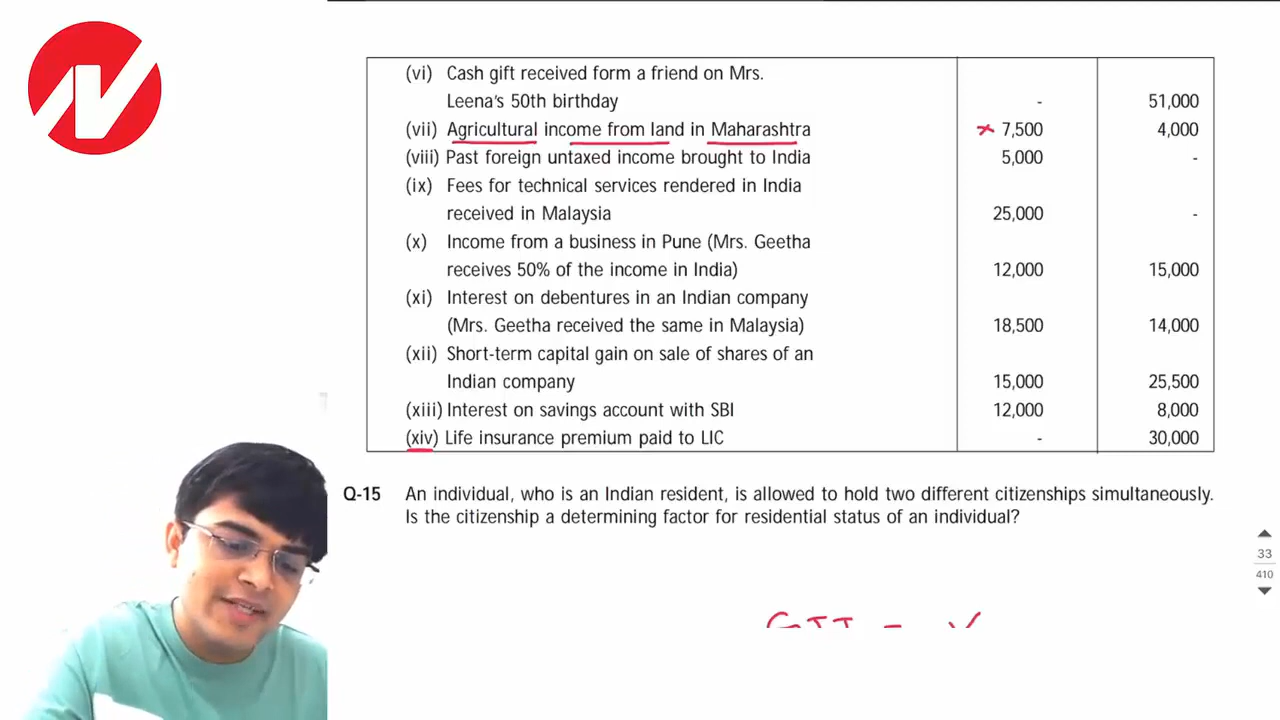 (vi) Cash gift received form a friend on Mrs.
Leena's 50th birthday - 51,000
(vii) Agricultural income from land in Maharashtra × 7,500 4,000
(viii) Past foreign untaxed income brought to India 5,000 -
(ix) Fees for technical services rendered in India
received in Malaysia 25,000 -
(x) Income from a business in Pune (Mrs. Geetha
receives 50% of the income in India) 12,000 15,000
(xi) Interest on debentures in an Indian company
(Mrs. Geetha received the same in Malaysia) 18,500 14,000
(xii) Short-term capital gain on sale of shares of an
Indian company 15,000 25,500
(xiii) Interest on savings account with SBI 12,000 8,000
(xiv) Life insurance premium paid to LIC - 30,000
Q-15 An individual, who is an Indian resident, is allowed to hold two different citizenships simultaneously.
Is the citizenship a determining factor for residential status of an individual?
33
410